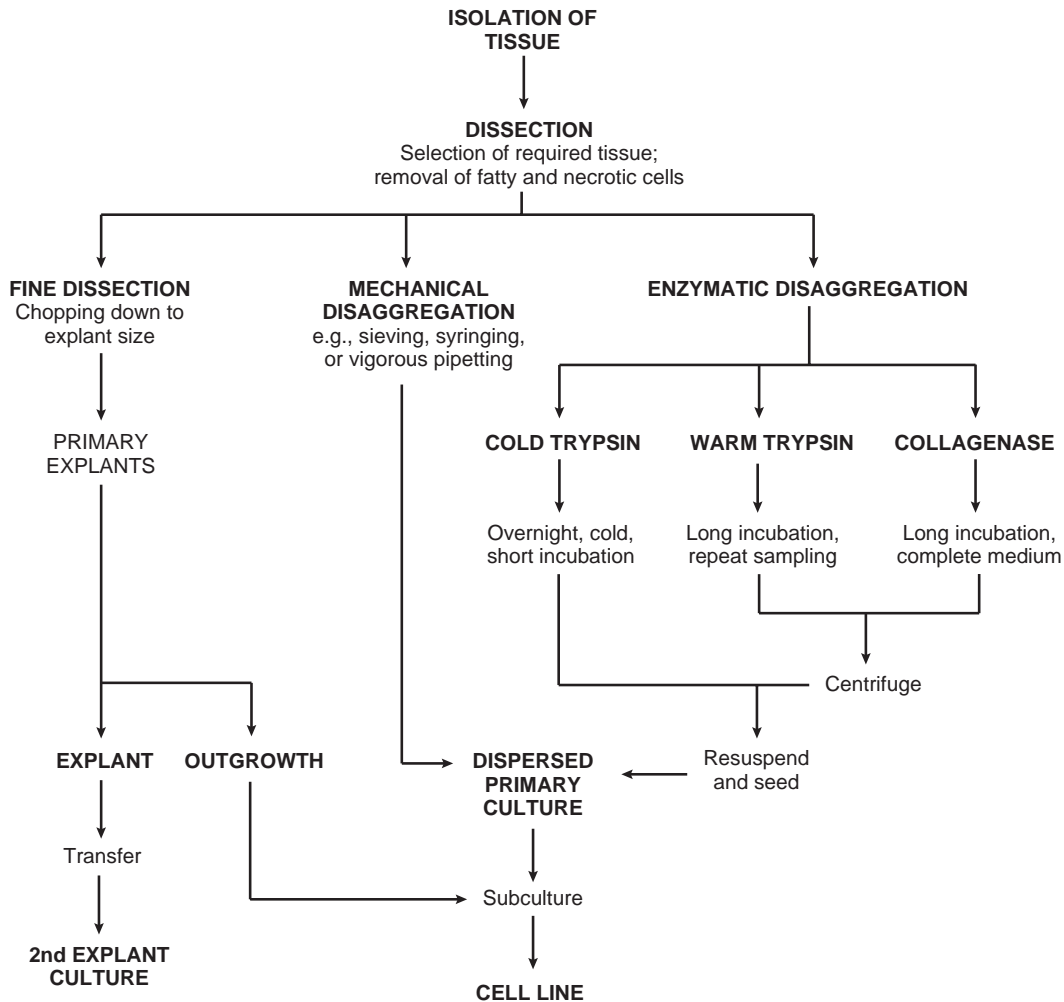 ISOLATION OF
TISSUE
DISSECTION
Selection of required tissue;
removal of fatty and necrotic cells
FINE DISSECTION
Chopping down to
explant size
MECHANICAL
DISAGGREGATION
e.g., sieving, syringing,
or vigorous pipetting
ENZYMATIC DISAGGREGATION
PRIMARY
EXPLANTS
COLD TRYPSIN
WARM TRYPSIN
COLLAGENASE
Overnight, cold,
short incubation
Long incubation,
repeat sampling
Long incubation,
complete medium
Centrifuge
EXPLANT
OUTGROWTH
DISPERSED
PRIMARY
CULTURE
Resuspend
and seed
Transfer
Subculture
2nd EXPLANT
CULTURE
CELL LINE